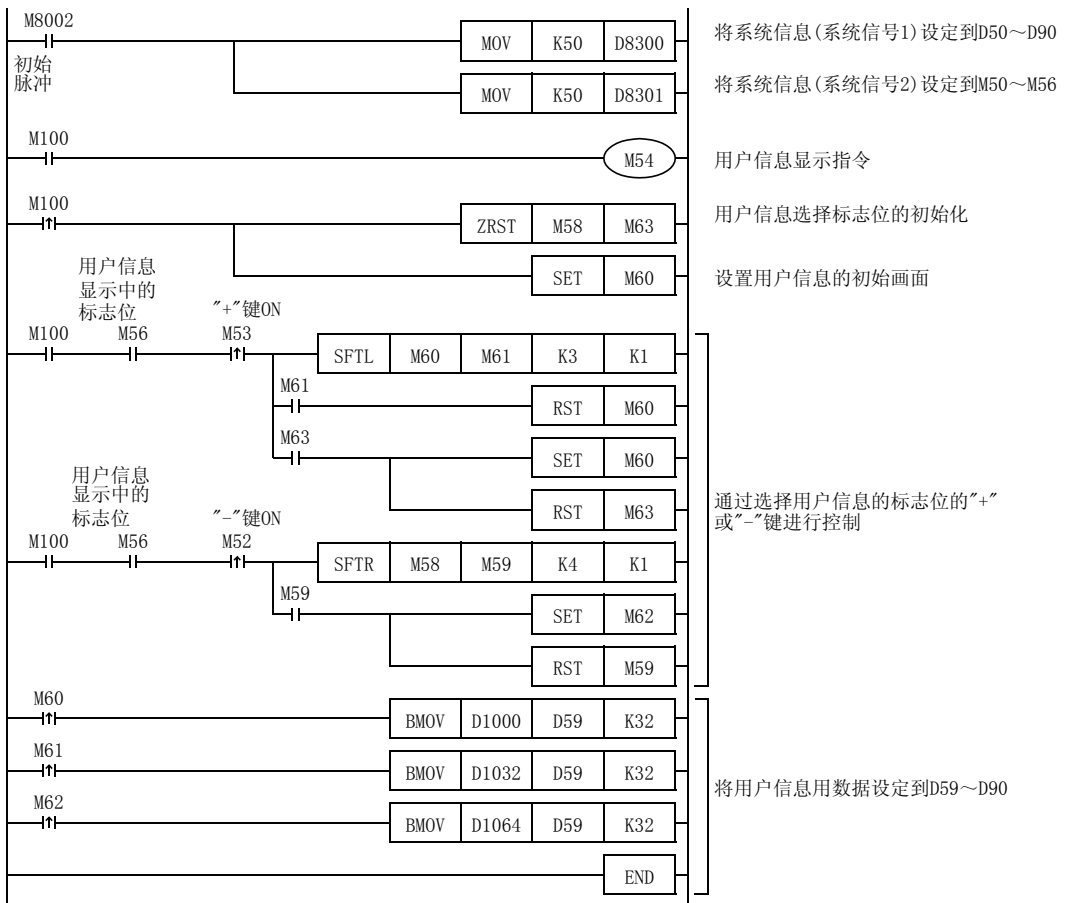 M8002
MOV K50 D8300
将系统信息(系统信号1)设定到D50～D90
初始
脉冲
MOV K50 D8301
将系统信息(系统信号2)设定到M50～M56
M100
M54
用户信息显示指令
M100
ZRST M58 M63
用户信息选择标志位的初始化
SET M60
设置用户信息的初始画面
用户信息
显示中的
标志位
"+"键ON
M100 M56 M53
SFTL M60 M61 K3 K1
M61
RST M60
M63
SET M60
RST M63
通过选择用户信息的标志位的"+"
或"-"键进行控制
用户信息
显示中的
标志位
"-"键ON
M100 M56 M52
SFTR M58 M59 K4 K1
M59
SET M62
RST M59
M60
BMOV D1000 D59 K32
M61
BMOV D1032 D59 K32
将用户信息用数据设定到D59～D90
M62
BMOV D1064 D59 K32
END